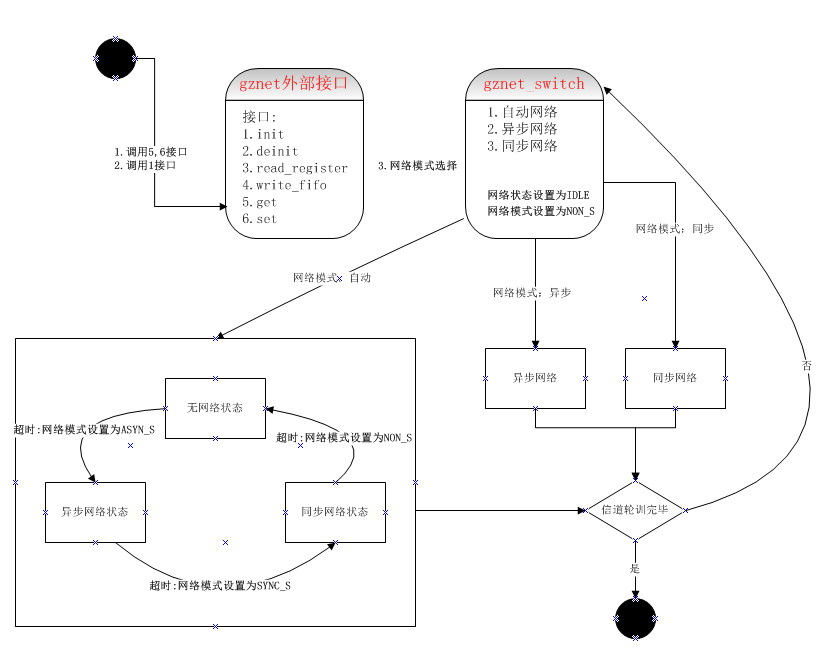 gznet外部接口
接口:
1.init
2.deinit
3.read_register
4.write_fifo
5.get
6.set
1.调用5,6接口
2.调用1接口
3.网络模式选择
gznet_switch
1.自动网络
2.异步网络
3.同步网络
网络状态设置为IDLE
网络模式设置为NON_S
网络模式：同步
网络模式：自动
网络模式：异步
异步网络
同步网络
否
无网络状态
超时:网络模式设置为ASYN_S
超时:网络模式设置为NON_S
异步网络状态
同步网络状态
超时:网络模式设置为SYNC_S
信道轮训完毕
是